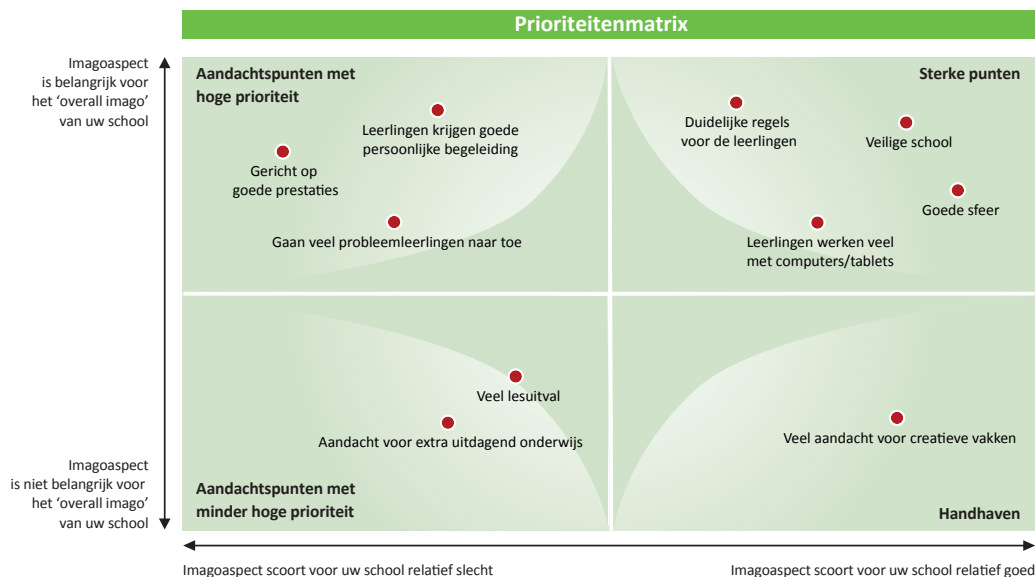 Prioriteitenmatrix
Imagoaspect
is belangrijk voor
het ‘overall imago’
van uw school
Aandachtspunten met
hoge prioriteit
Sterke punten
Leerlingen krijgen goede
persoonlijke begeleiding
Gericht op
goede prestaties
Gaan veel probleemleerlingen naar toe
Duidelijke regels
voor de leerlingen
Veilige school
Goede sfeer
Leerlingen werken veel
met computers/tablets
Veel lesuitval
Aandacht voor extra uitdagend onderwijs
Veel aandacht voor creatieve vakken
Imagoaspect
is niet belangrijk voor
het ‘overall imago’
van uw school
Aandachtspunten met
minder hoge prioriteit
Handhaven
Imagoaspect scoort voor uw school relatief slecht
Imagoaspect scoort voor uw school relatief goed